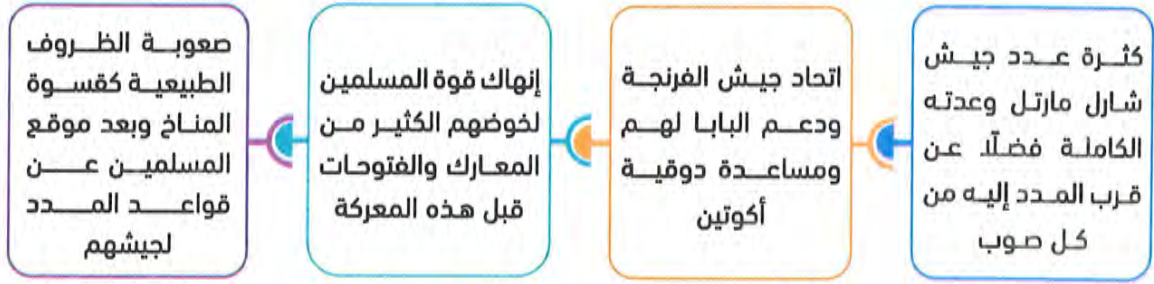 كثرة عدد جيش
شارل مارتل وعدته
الكاملة فضلًا عن
قرب المدد إليه من
كل صوب
اتحاد جيش الفرنجة
ودعم البابا لهم
ومساعدة دوقية
أكوتين
إنهاك قوة المسلمين
لخوضهم الكثير من
المعارك والفتوحات
قبل هذه المعركة
صعوبة الظروف
الطبيعية كقسوة
المناخ وبعد موقع
المسلمين عن
قواعد المدد
لجيشهم